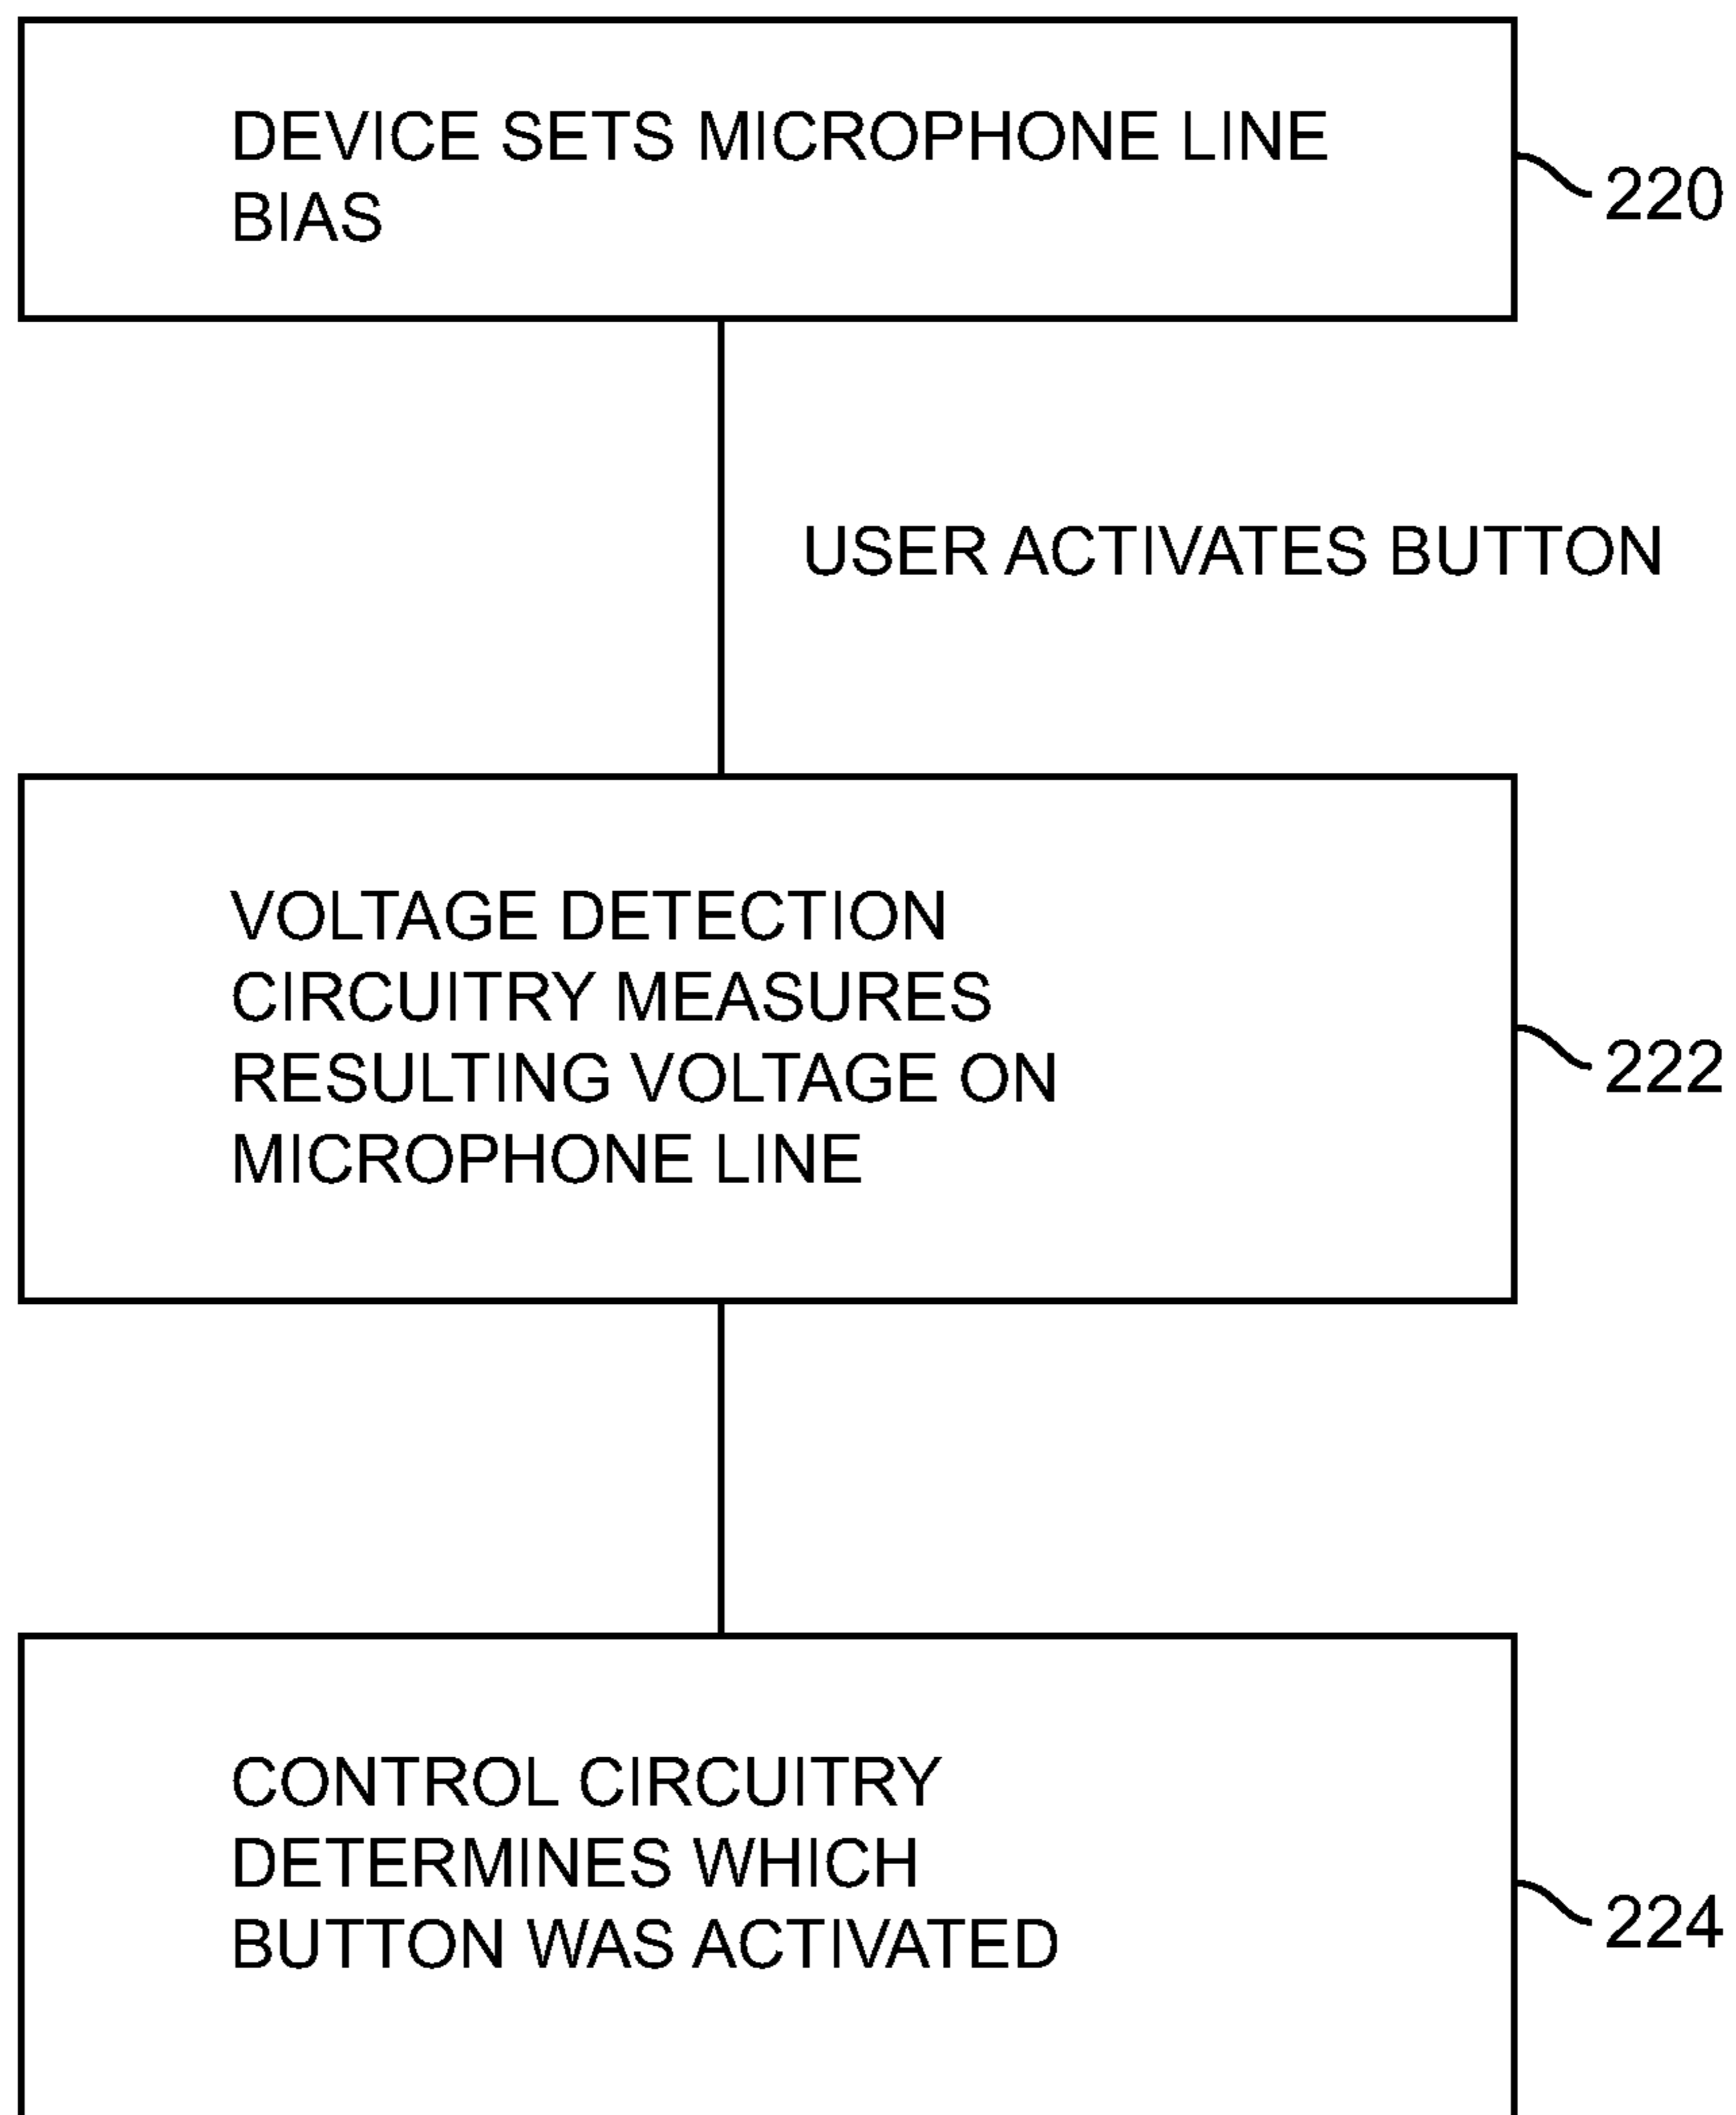 DEVICE SETS MICROPHONE LINE
BIAS
220
USER ACTIVATES BUTTON
VOLTAGE DETECTION
CIRCUITRY MEASURES
RESULTING VOLTAGE ON
MICROPHONE LINE
222
CONTROL CIRCUITRY
DETERMINES WHICH
BUTTON WAS ACTIVATED
224